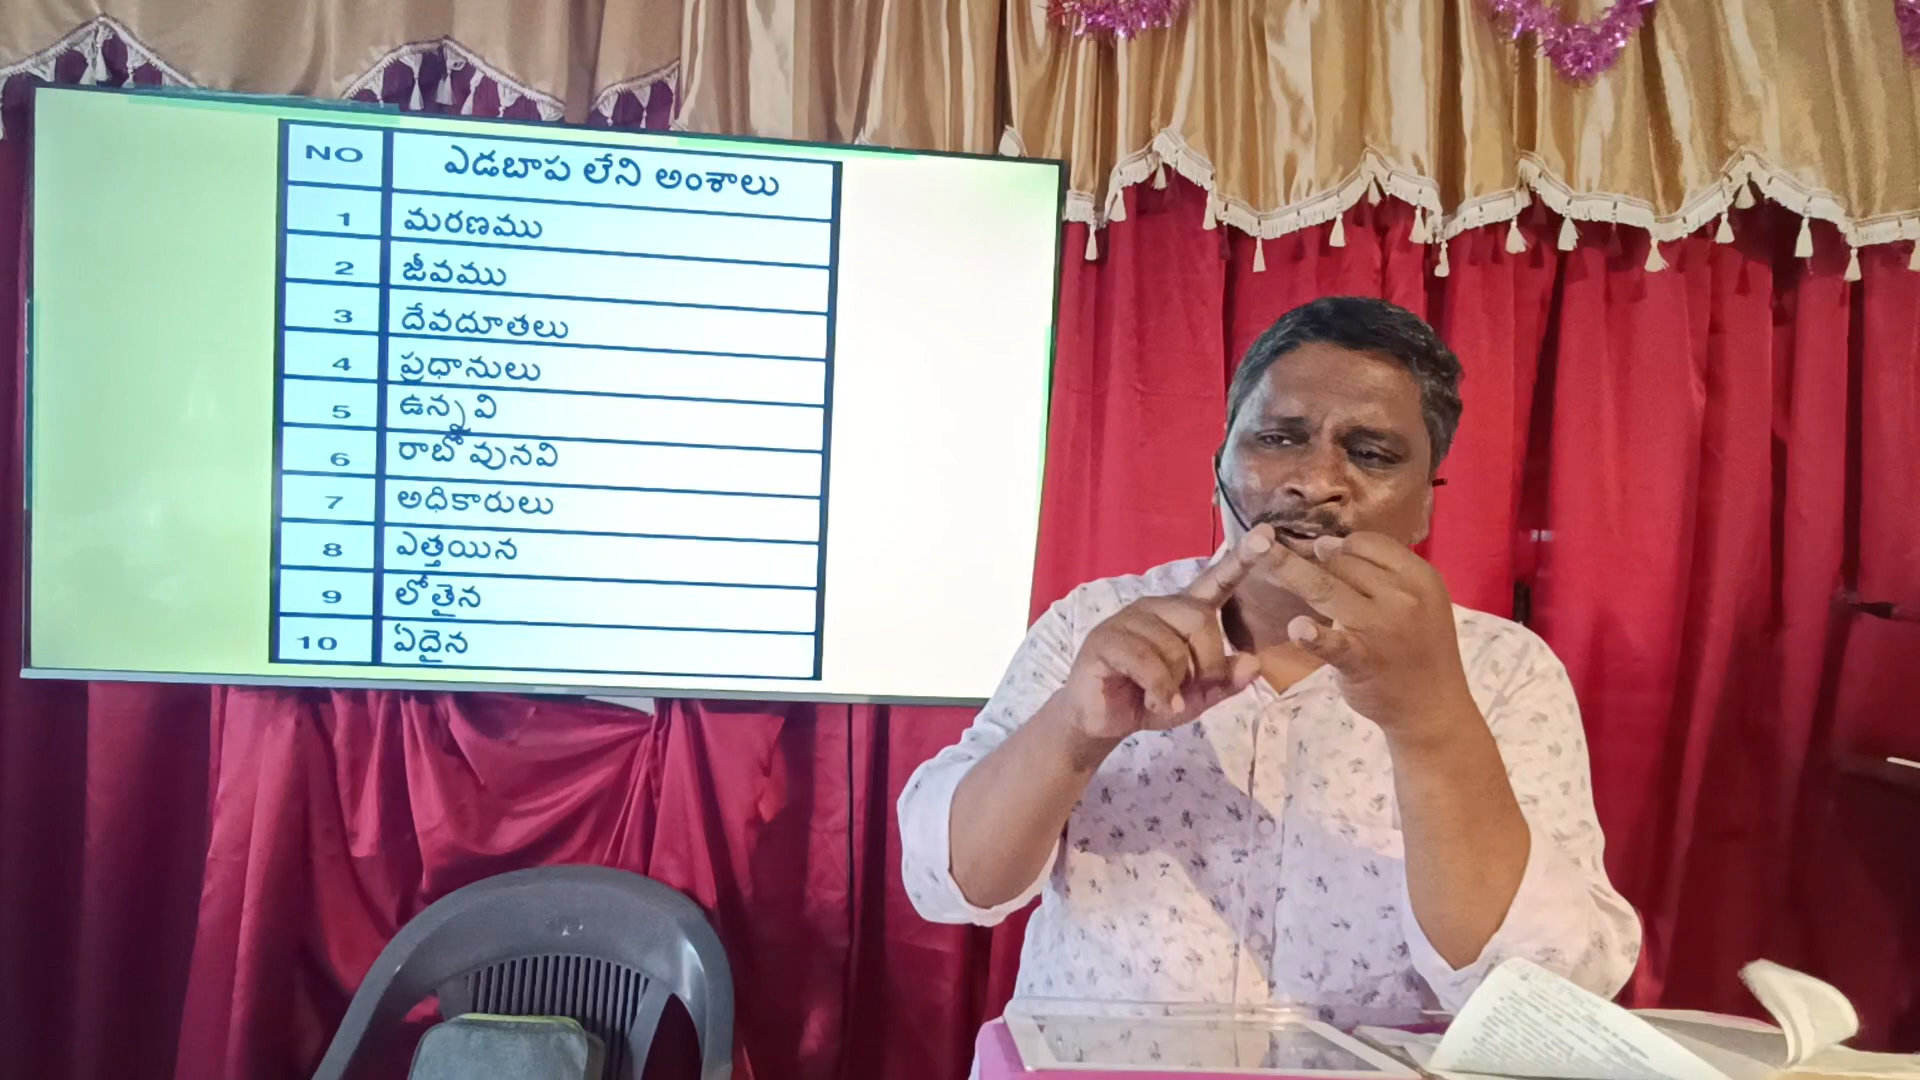 NO ఎడబాప లేని అంశాలు
1 మరణము
2 జీవము
3 దేవదూతలు
4 ప్రధానులు
5 ఉన్నవి
6 రాబోవునవి
7 అధికారులు
8 ఎత్తయిన
9 లోతైన
10 ఏదైన